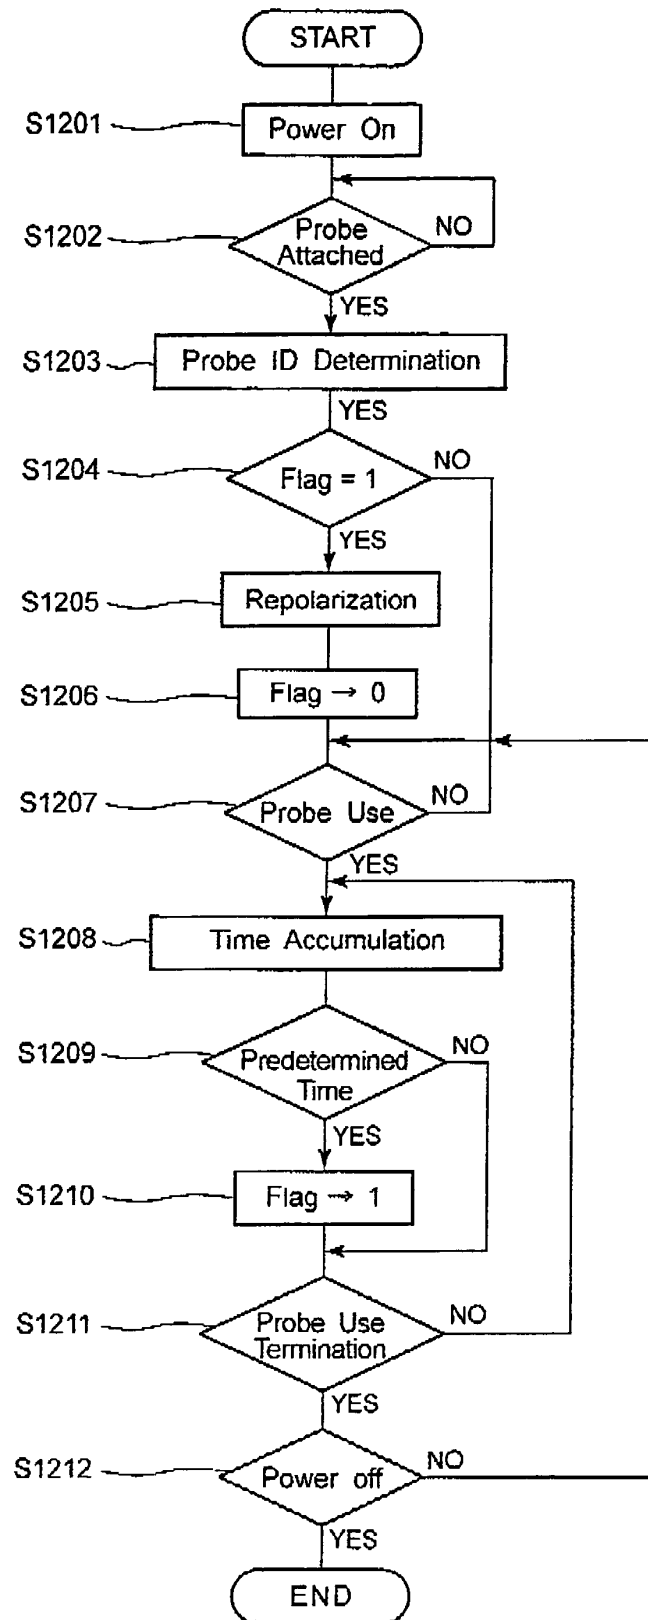 START
S1201
Power On
S1202
Probe
Attached
NO
YES
S1203
Probe ID Determination
YES
S1204
Flag = 1
NO
YES
S1205
Repolarization
S1206
Flag → 0
S1207
Probe Use
NO
YES
S1208
Time Accumulation
S1209
Predetermined
Time
NO
YES
S1210
Flag → 1
S1211
Probe Use
Termination
NO
YES
S1212
Power off
NO
YES
END